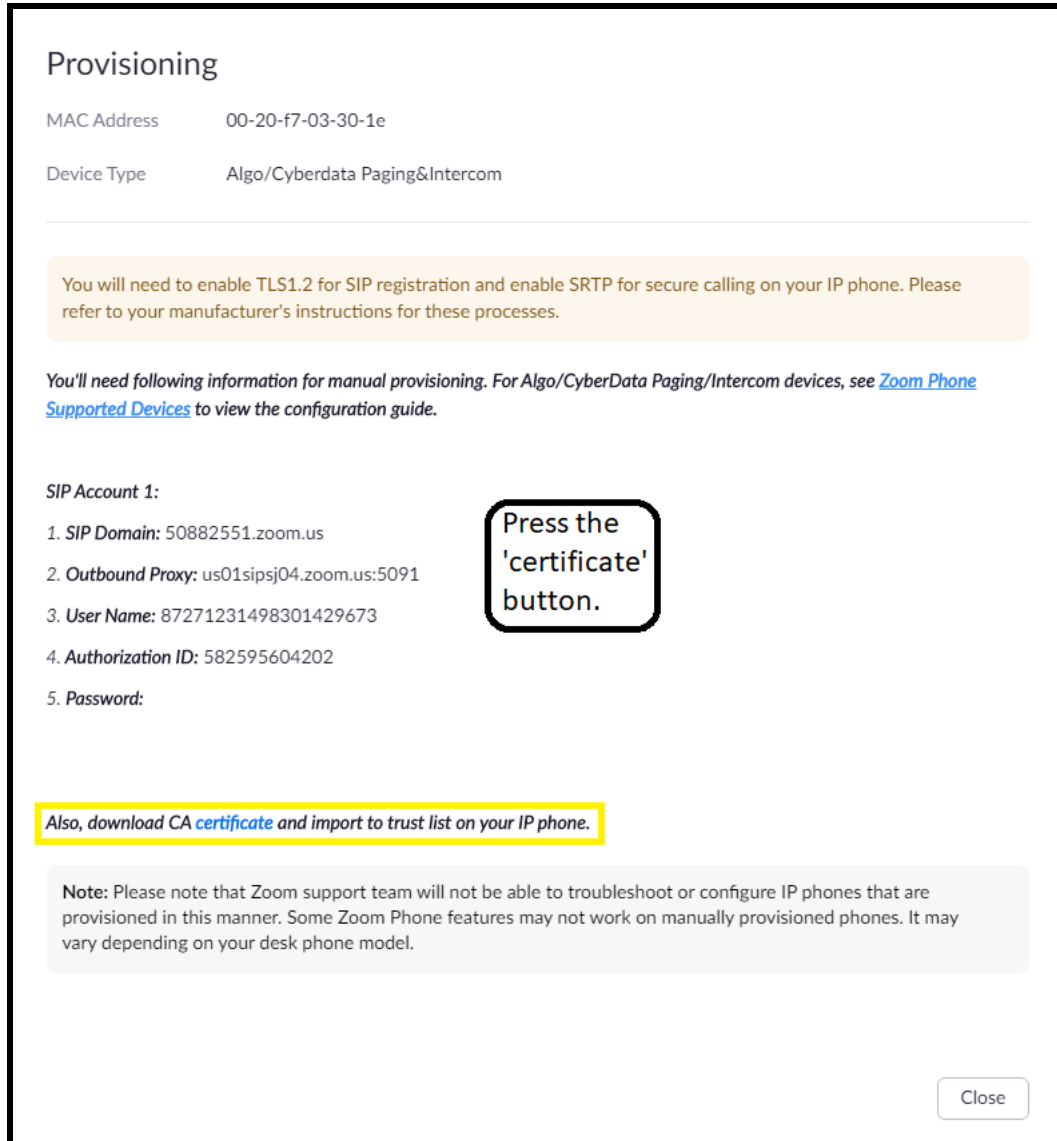 Provisioning
MAC Address 00-20-f7-03-30-1e
Device Type Algo/Cyberdata Paging&Intercom
You will need to enable TLS1.2 for SIP registration and enable SRTP for secure calling on your IP phone. Please
refer to your manufacturer's instructions for these processes.
You'll need following information for manual provisioning. For Algo/CyberData Paging/Intercom devices, see Zoom Phone
Supported Devices to view the configuration guide.
SIP Account 1:
1. SIP Domain: 50882551.zoom.us
2. Outbound Proxy: us01sipsj04.zoom.us:5091
3. User Name: 87271231498301429673
4. Authorization ID: 582595604202
5. Password:
Press the
'certificate'
button.
Also, download CA certificate and import to trust list on your IP phone.
Note: Please note that Zoom support team will not be able to troubleshoot or configure IP phones that are
provisioned in this manner. Some Zoom Phone features may not work on manually provisioned phones. It may
vary depending on your desk phone model.
Close